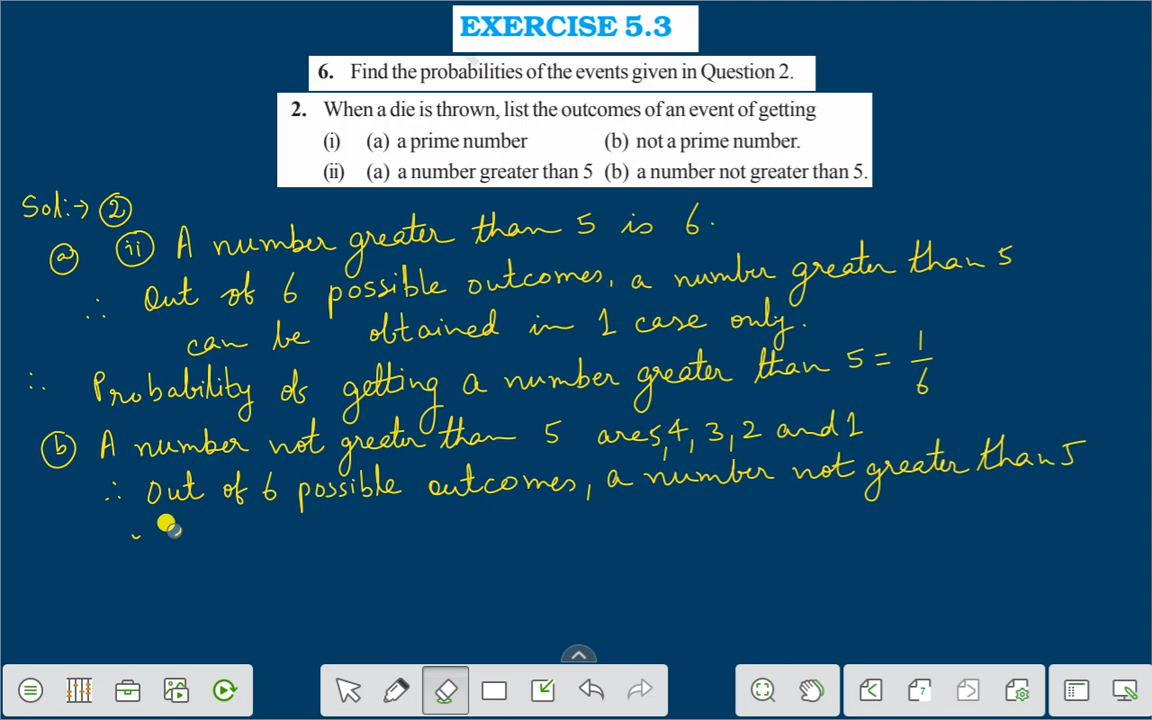 EXERCISE 5.3
6. Find the probabilities of the events given in Question 2.
2. When a die is thrown, list the outcomes of an event of getting
(i) (a) a prime number (b) not a prime number.
(ii) (a) a number greater than 5 (b) a number not greater than 5.
Sol:→ ②
ⓐ (ii) A number greater than 5 is 6.
∴ Out of 6 possible outcomes, a number greater than 5
can be obtained in 1 case only.
∴ Probability of getting a number greater than 5 = 1/6
ⓑ A number not greater than 5 are 5, 4, 3, 2 and 1
∴ Out of 6 possible outcomes, a number not greater than 5
7